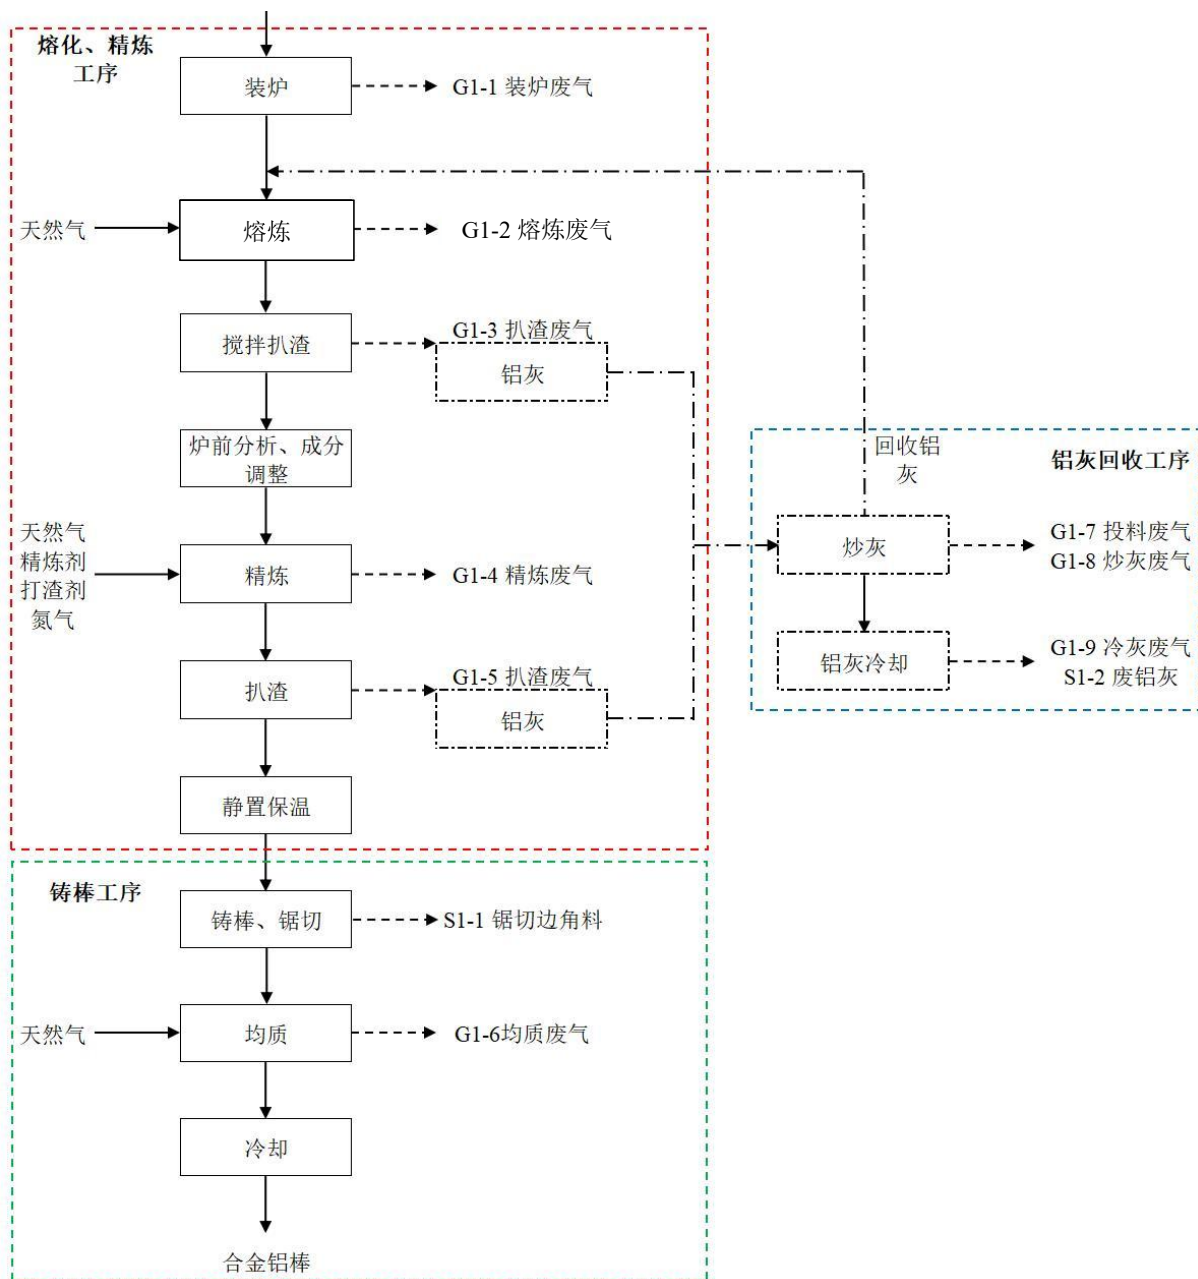 熔化、精炼
工序
装炉
G1-1 装炉废气
天然气
熔炼
G1-2 熔炼废气
搅拌扒渣
G1-3 扒渣废气
铝灰
炉前分析、成分
调整
天然气
精炼剂
打渣剂
氮气
精炼
G1-4 精炼废气
扒渣
G1-5 扒渣废气
铝灰
静置保温
回收铝
灰
铝灰回收工序
炒灰
G1-7 投料废气
G1-8 炒灰废气
铝灰冷却
G1-9 冷灰废气
S1-2 废铝灰
铸棒工序
铸棒、锯切
S1-1 锯切边角料
天然气
均质
G1-6均质废气
冷却
合金铝棒